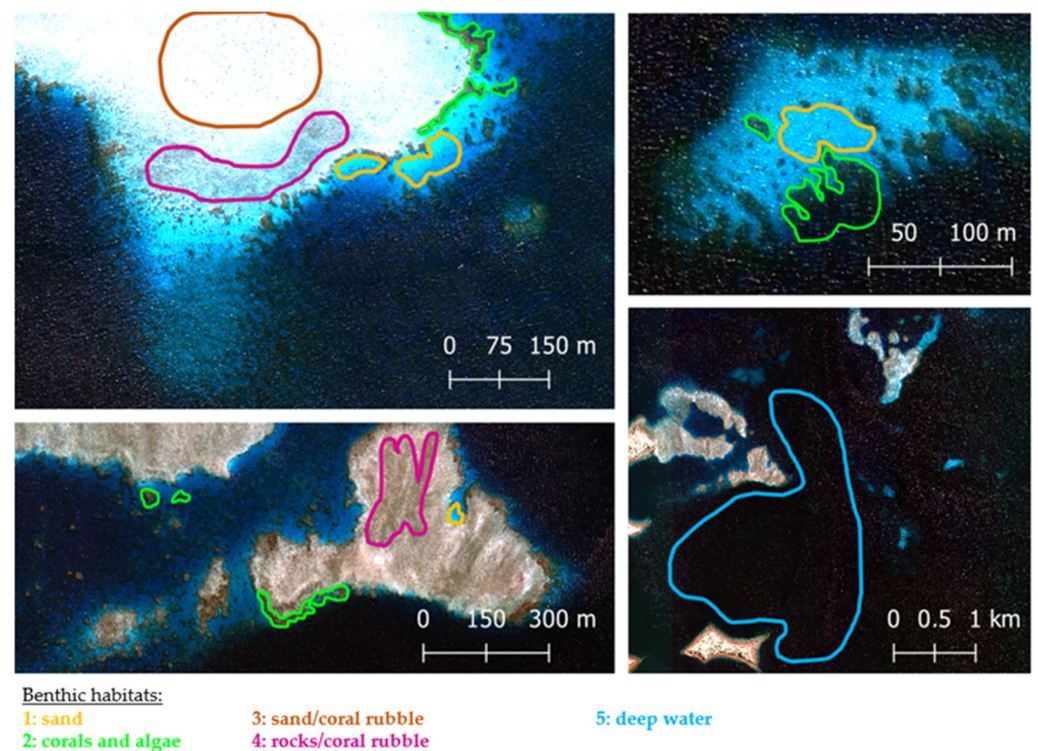 50 100 m
0 75 150 m
0 150 300 m
0 0.5 1 km
Benthic habitats:
1: sand 3: sand/coral rubble 5: deep water
2: corals and algae 4: rocks/coral rubble